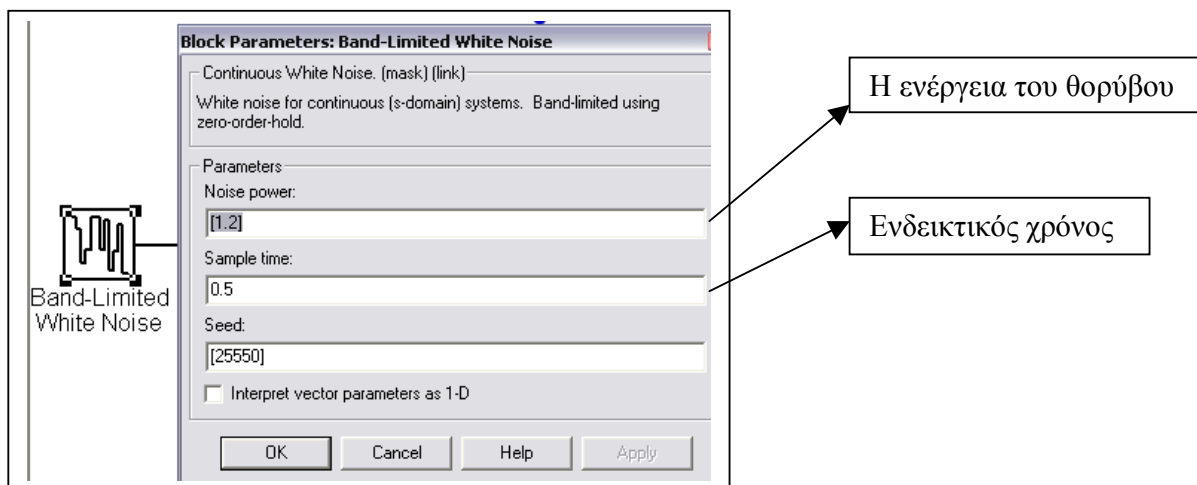 Block Parameters: Band-Limited White Noise
Continuous White Noise. (mask) (link)
White noise for continuous (s-domain) systems. Band-limited using
zero-order-hold.
Parameters
Noise power:
[1.2]
Sample time:
0.5
Seed:
[25550]
Interpret vector parameters as 1-D
OK
Cancel
Help
Apply
Band-Limited
White Noise
Η ενέργεια του θορύβου
Ενδεικτικός χρόνος